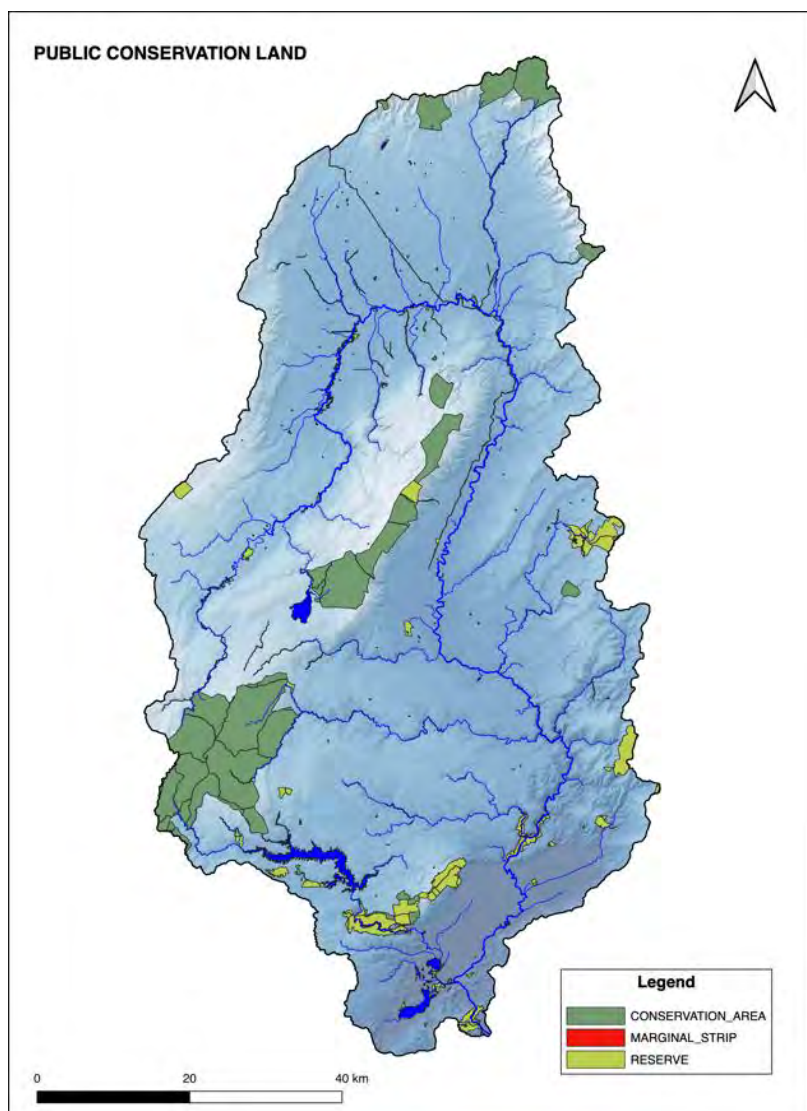 PUBLIC CONSERVATION LAND
Legend
CONSERVATION_AREA
MARGINAL_STRIP
RESERVE
0 20 40 km